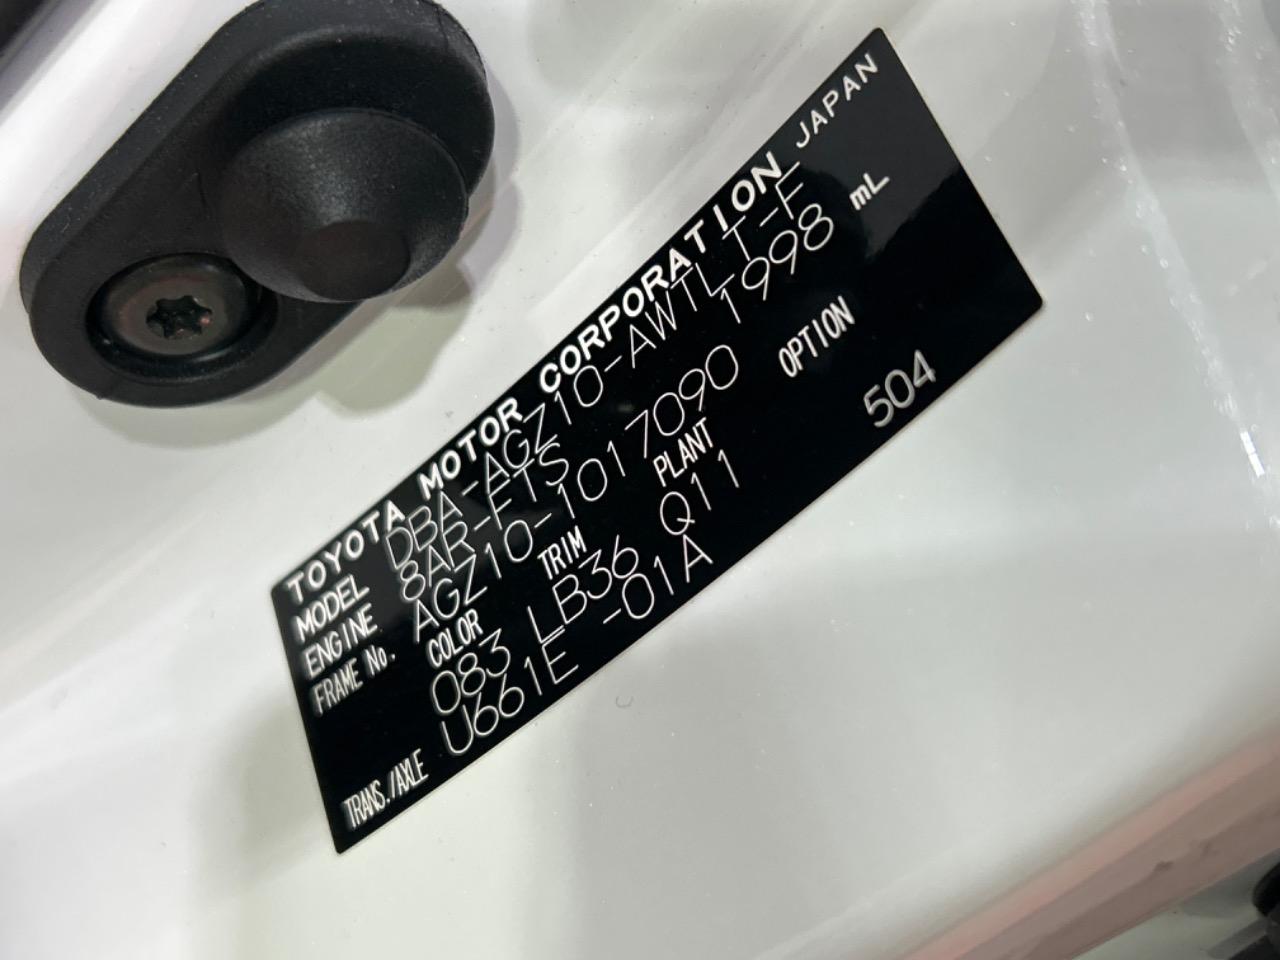 TOYOTA MOTOR CORPORATION JAPAN
MODEL DBA-AGZ10-AWTLT-F
ENGINE 8AR-FTS 1998 mL
FRAME No. AGZ10-1017090
COLOR TRIM PLANT OPTION
083 LB36 Q11 504
TRANS./AXLE U661E -01A